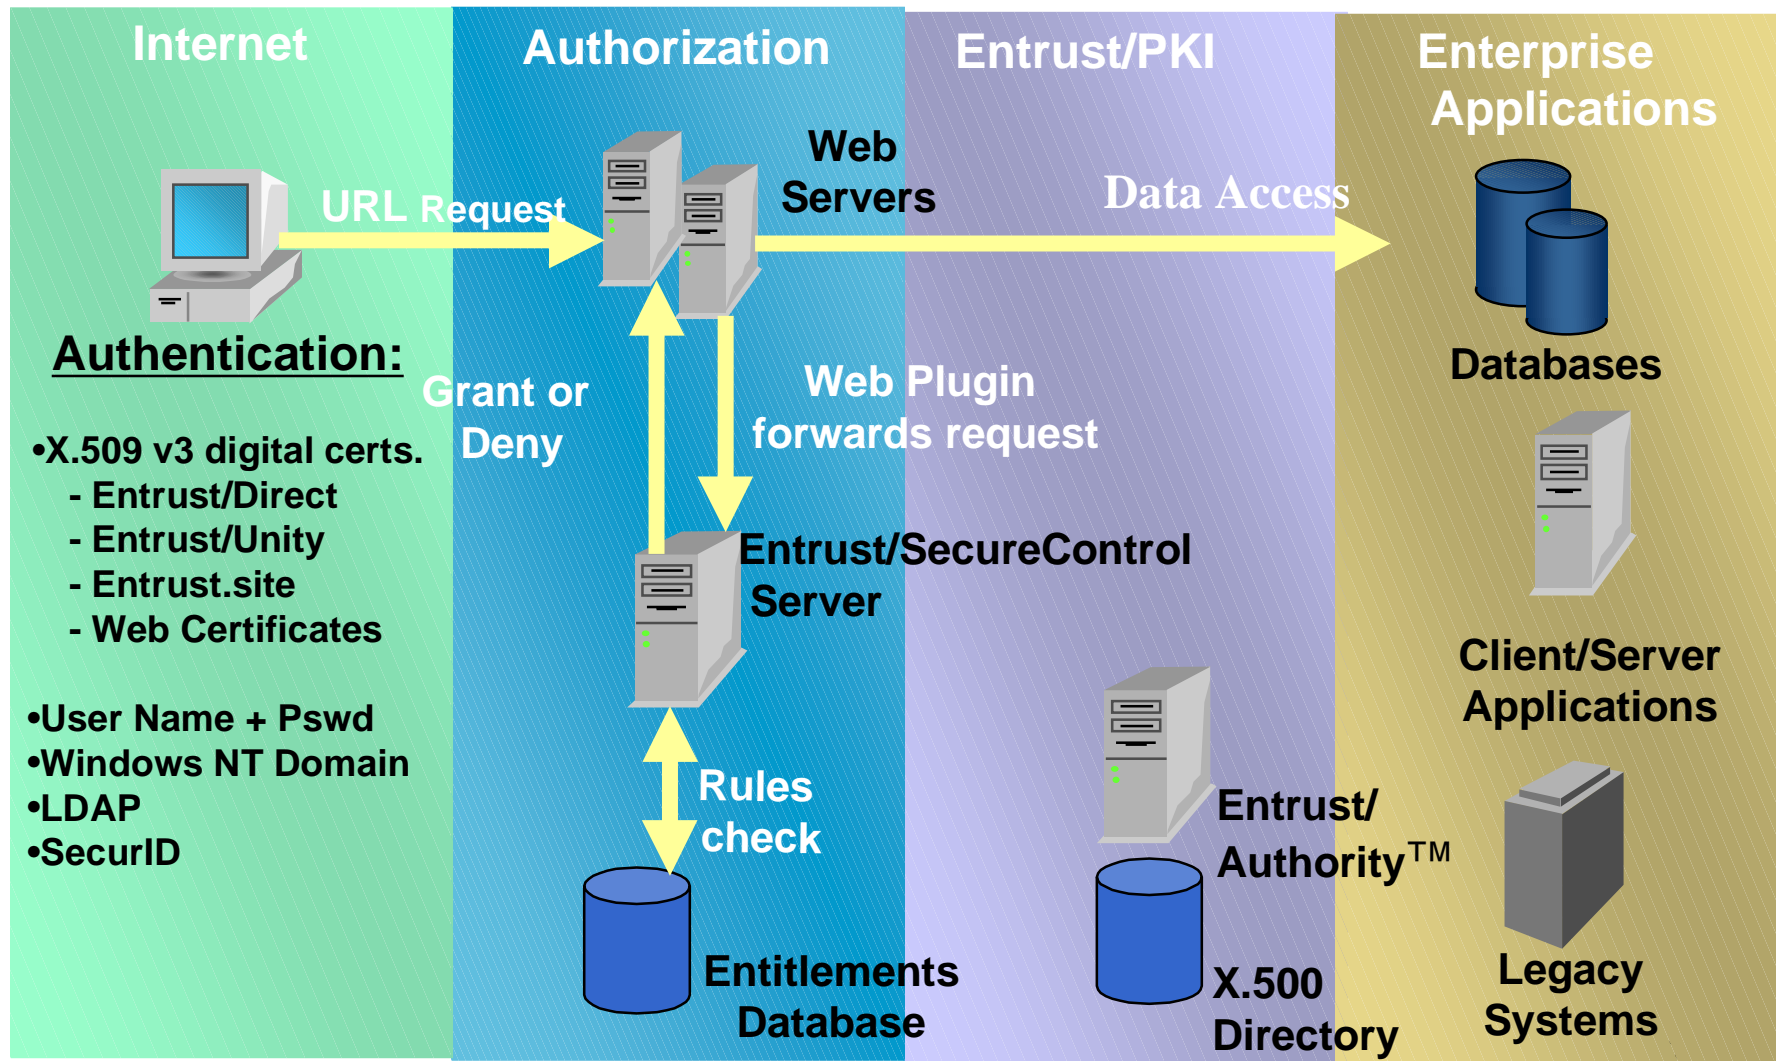 Internet
Authorization
Entrust/PKI
Enterprise
Applications
URL Request
Web
Servers
Data Access
Authentication:
•X.509 v3 digital certs.
- Entrust/Direct
- Entrust/Unity
- Entrust.site
- Web Certificates
•User Name + Pswd
•Windows NT Domain
•LDAP
•SecurID
Grant or
Deny
Web Plugin
forwards request
Entrust/SecureControl
Server
Rules
check
Entitlements
Database
Entrust/
Authority™
X.500
Directory
Databases
Client/Server
Applications
Legacy
Systems